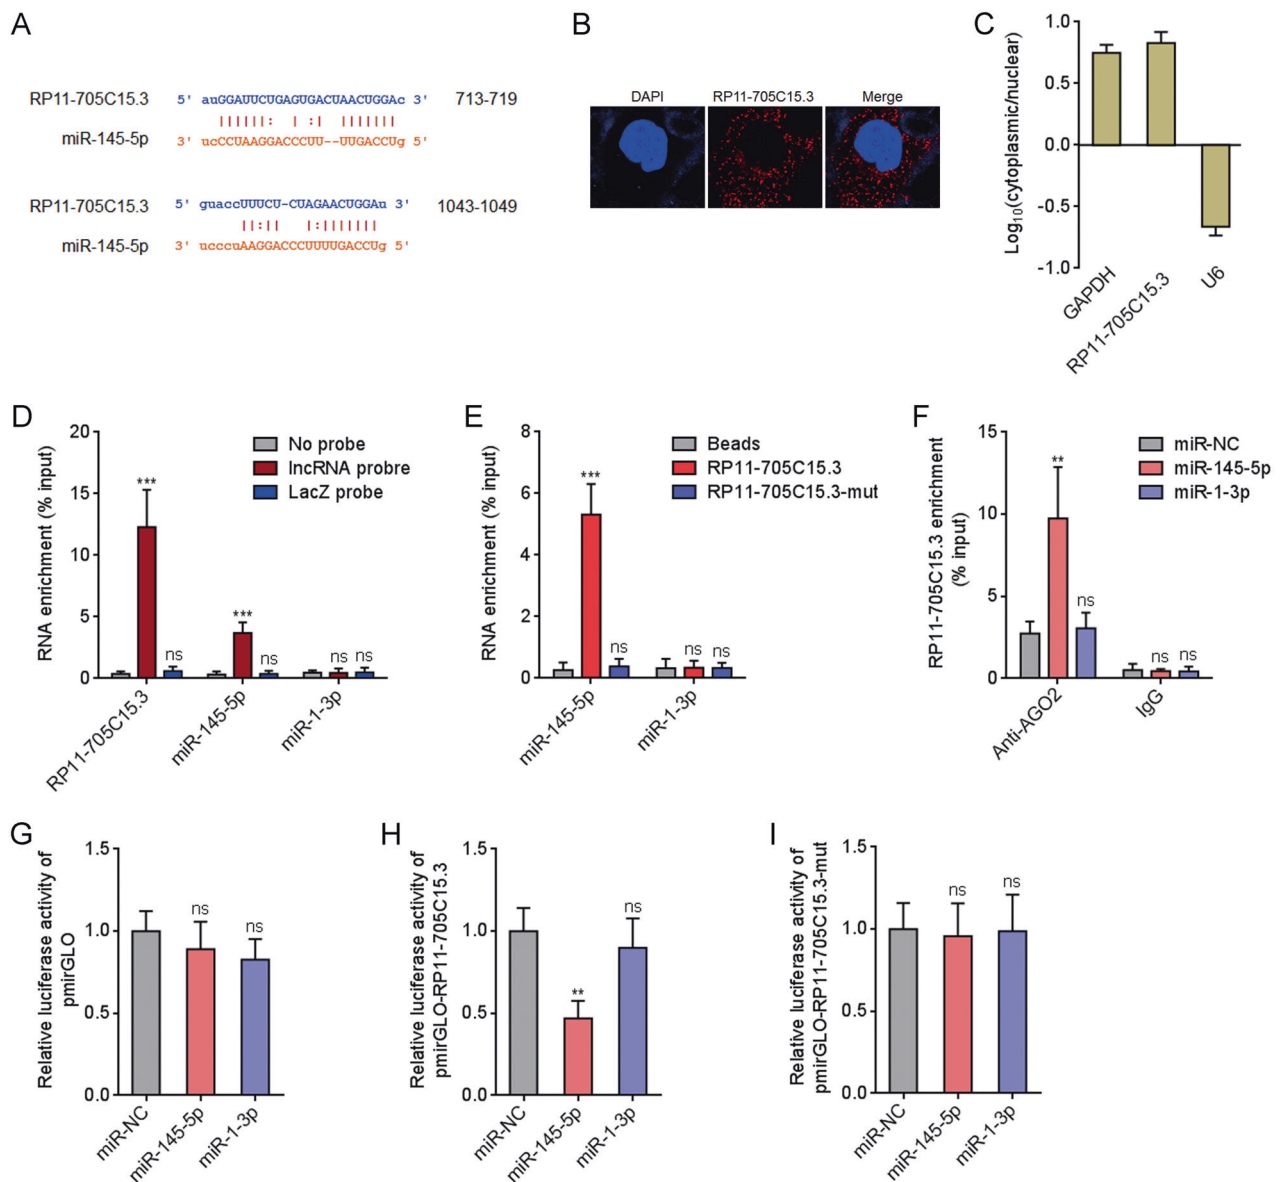 A
RP11-705C15.3 5' auGGAUUCUGAGUGACUAACUGGAc 3' 713-719
||||||: | :| |||||||
miR-145-5p 3' ucCCUAAGGACCCUU--UUGACCUg 5'
RP11-705C15.3 5' guaccUUUCU-CUAGAACUGGAu 3' 1043-1049
||:|| |:|||||||
miR-145-5p 3' ucccuAAGGACCCUUUUGACCUg 5'
B
DAPI RP11-705C15.3 Merge
C
Log10(cytoplasmic/nuclear)
1.0
0.5
0.0
-0.5
-1.0
GAPDH
RP11-705C15.3
U6
D
RNA enrichment (% input)
20
15
10
5
0
No probe
lncRNA probre
LacZ probe
*** ns
*** ns
ns ns
RP11-705C15.3
miR-145-5p
miR-1-3p
E
RNA enrichment (% input)
8
6
4
2
0
Beads
RP11-705C15.3
RP11-705C15.3-mut
*** ns
ns ns
miR-145-5p
miR-1-3p
F
RP11-705C15.3 enrichment
(% input)
15
10
5
0
miR-NC
miR-145-5p
miR-1-3p
** ns
ns ns
Anti-AGO2
IgG
G
Relative luciferase activity of
pmirGLO
1.5
1.0
0.5
0.0
ns ns
miR-NC
miR-145-5p
miR-1-3p
H
Relative luciferase activity of
pmirGLO-RP11-705C15.3
1.5
1.0
0.5
0.0
** ns
miR-NC
miR-145-5p
miR-1-3p
I
Relative luciferase activity of
pmirGLO-RP11-705C15.3-mut
1.5
1.0
0.5
0.0
ns ns
miR-NC
miR-145-5p
miR-1-3p